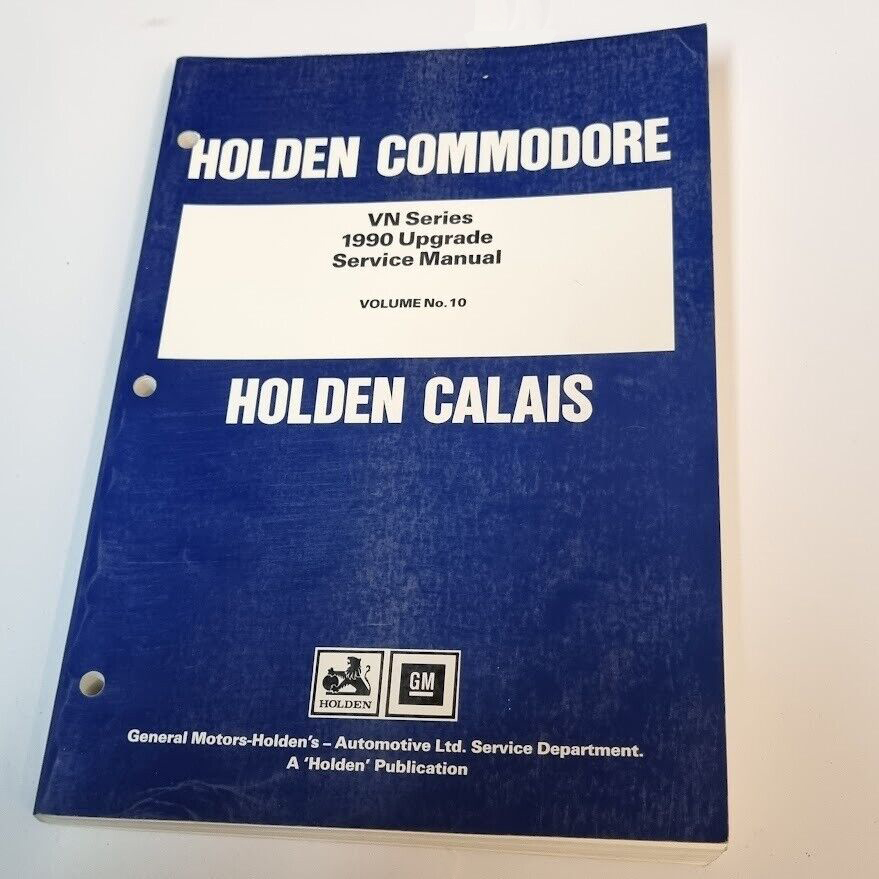 HOLDEN COMMODORE
VN Series
1990 Upgrade
Service Manual
VOLUME No. 10
HOLDEN CALAIS
HOLDEN
GM
General Motors-Holden's – Automotive Ltd. Service Department.
A 'Holden' Publication